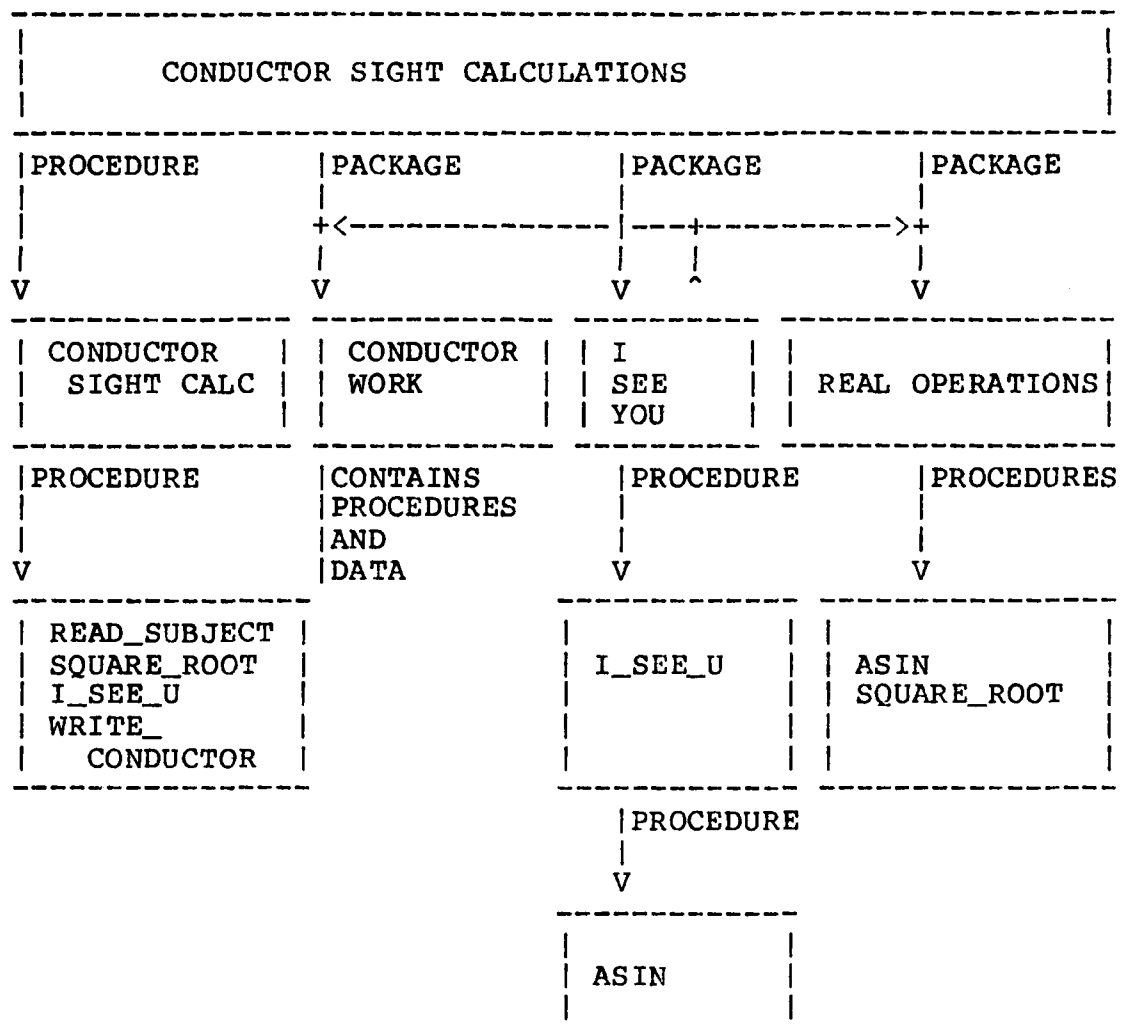 CONDUCTOR SIGHT CALCULATIONS
|PROCEDURE |PACKAGE |PACKAGE |PACKAGE
+<---------------|---+---------->+
V V V ^ V
CONDUCTOR CONDUCTOR I
SIGHT CALC WORK SEE REAL OPERATIONS
YOU
|PROCEDURE |CONTAINS |PROCEDURE |PROCEDURES
|PROCEDURES
|AND
V |DATA V V
READ_SUBJECT
SQUARE_ROOT I_SEE_U ASIN
I_SEE_U SQUARE_ROOT
WRITE_
CONDUCTOR
|PROCEDURE
V
ASIN